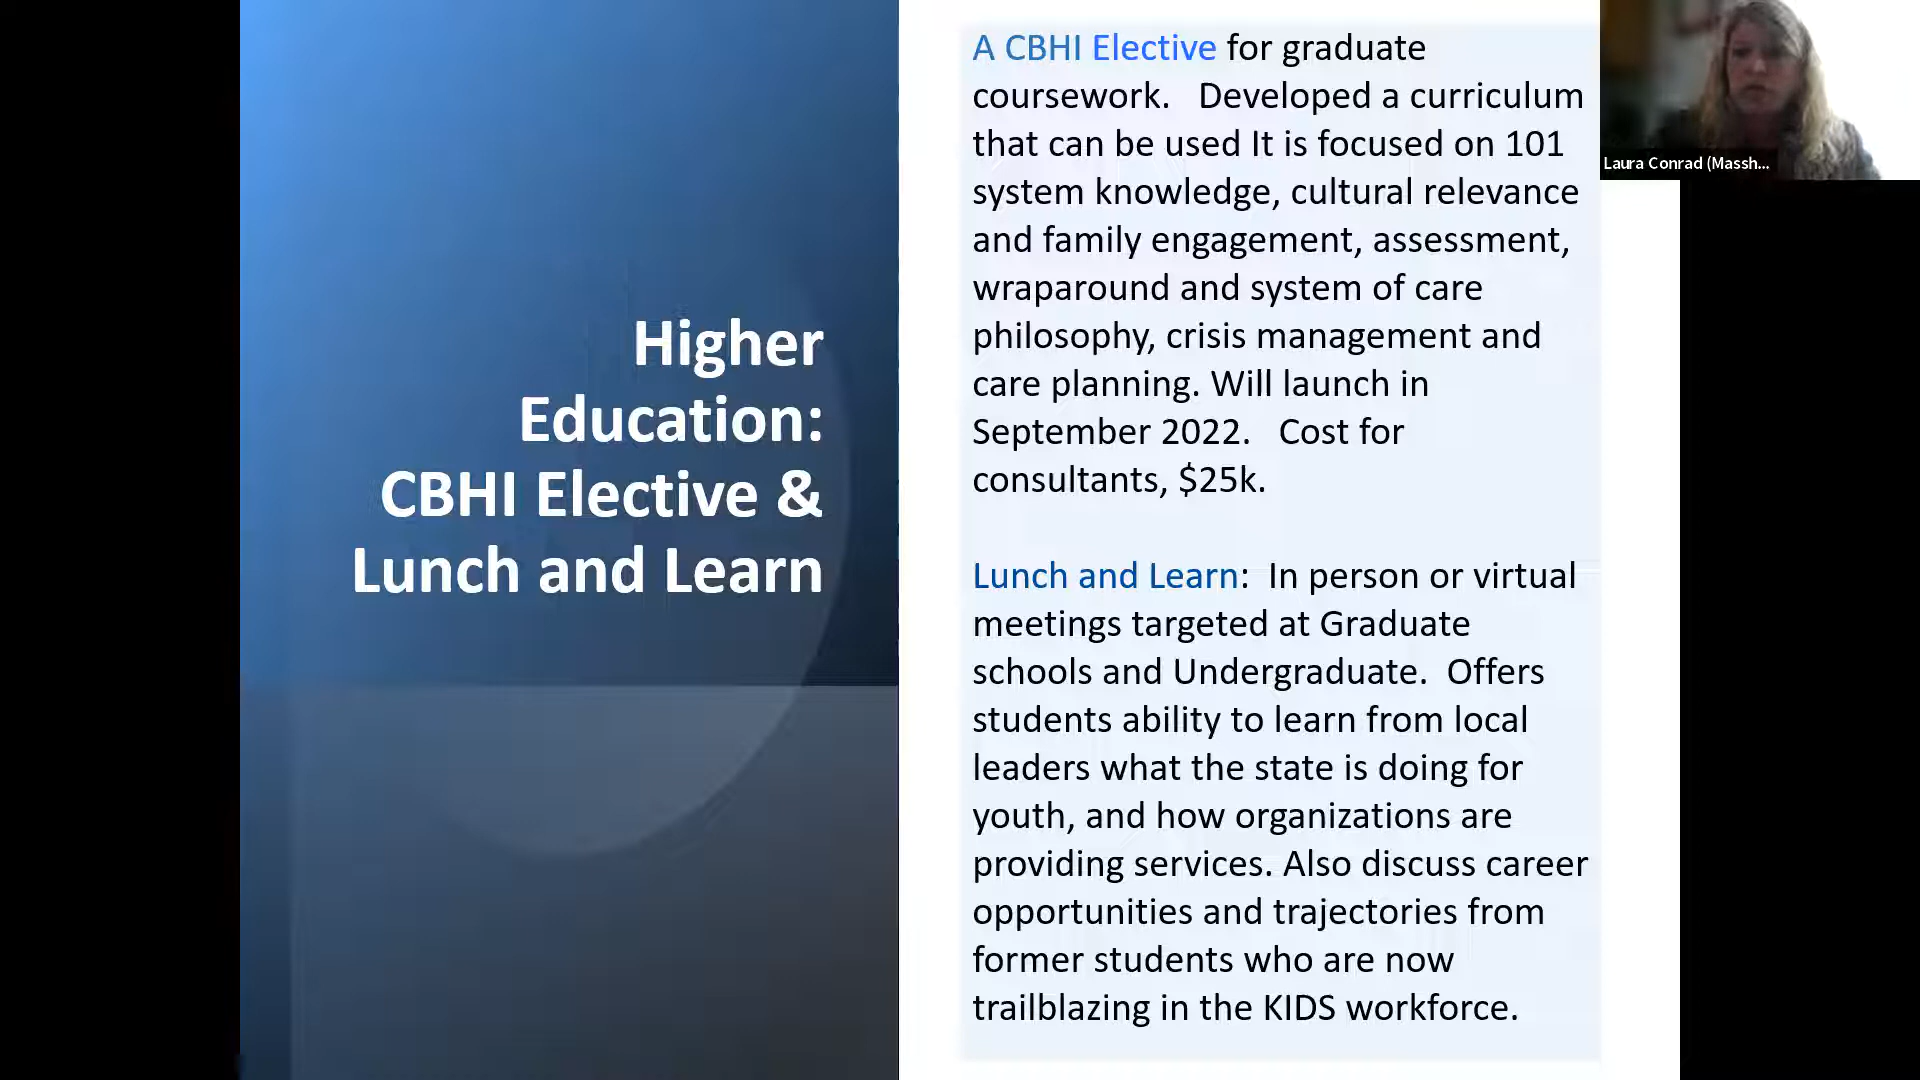 Higher
Education:
CBHI Elective &
Lunch and Learn
A CBHI Elective for graduate
coursework.   Developed a curriculum
that can be used It is focused on 101
system knowledge, cultural relevance
and family engagement, assessment,
wraparound and system of care
philosophy, crisis management and
care planning. Will launch in
September 2022.   Cost for
consultants, $25k.
Lunch and Learn:  In person or virtual
meetings targeted at Graduate
schools and Undergraduate.  Offers
students ability to learn from local
leaders what the state is doing for
youth, and how organizations are
providing services. Also discuss career
opportunities and trajectories from
former students who are now
trailblazing in the KIDS workforce.
Laura Conrad (Massh...